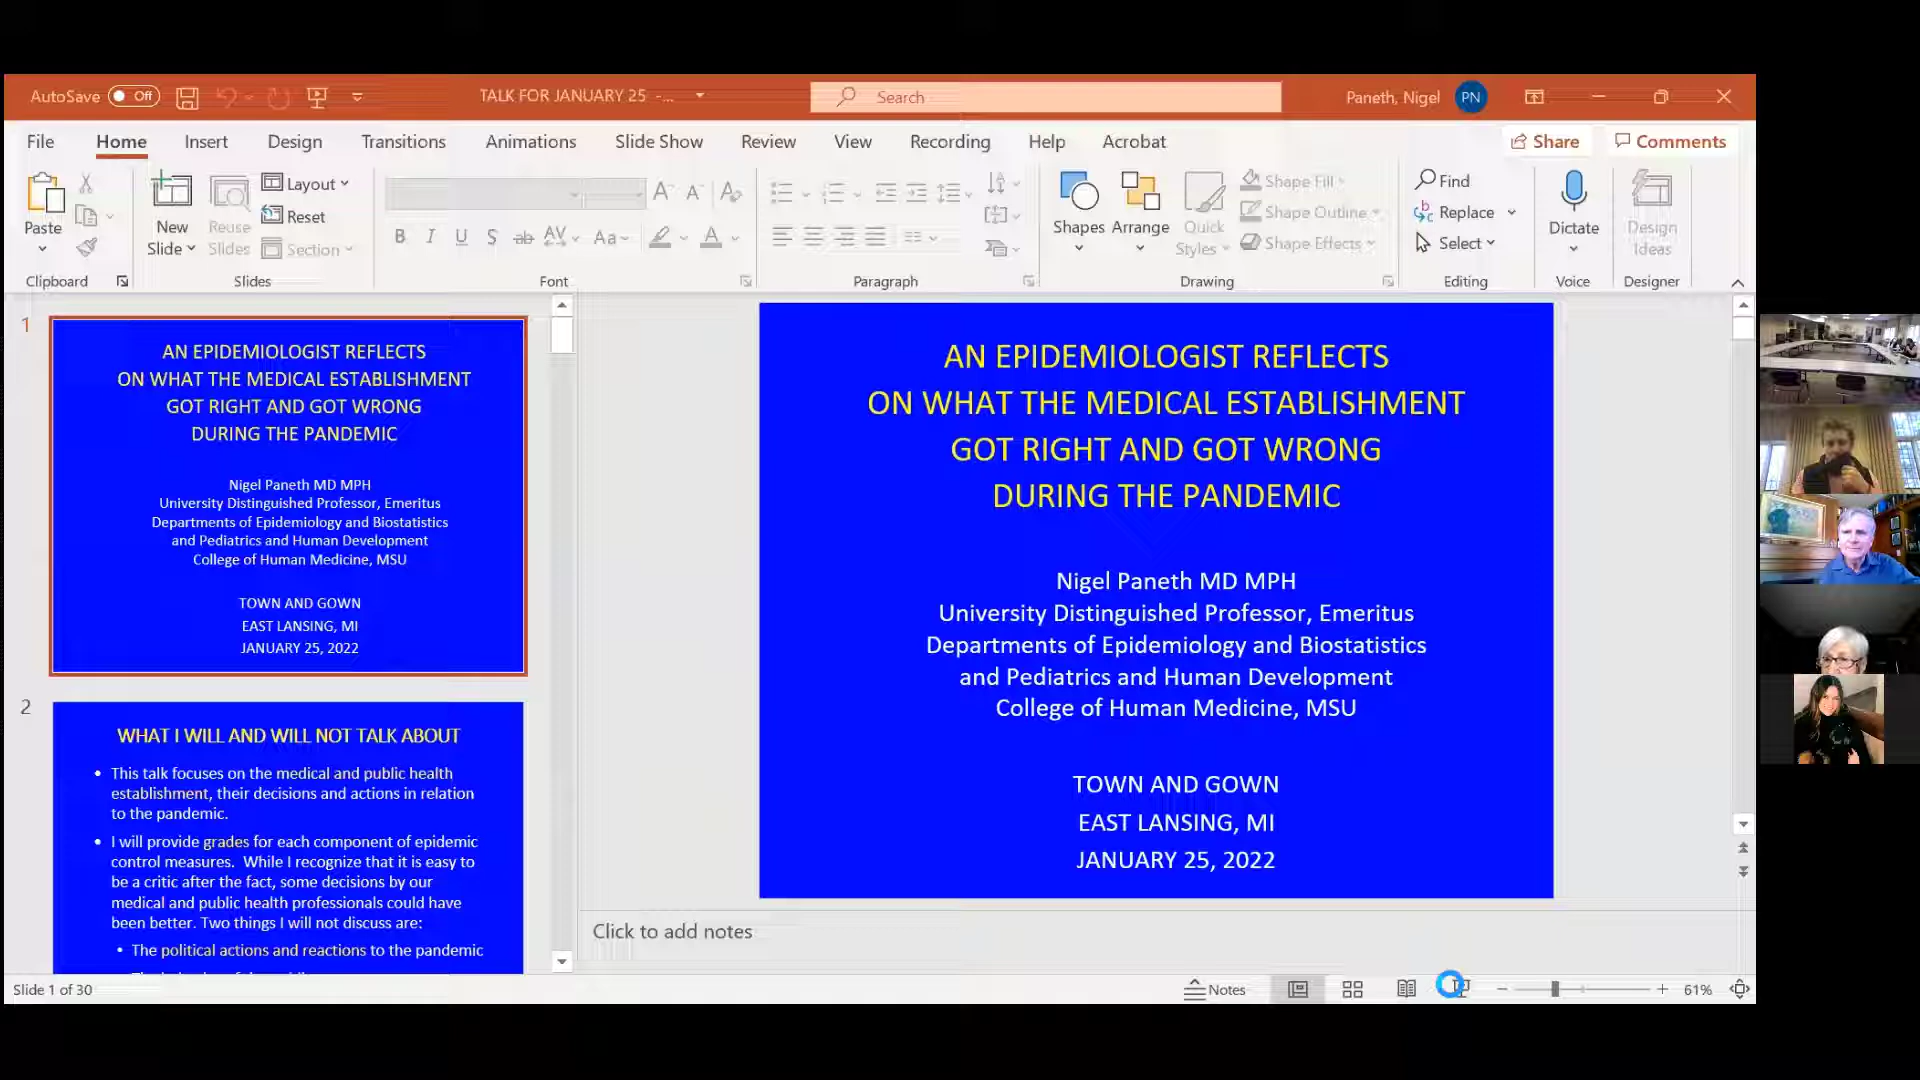 AutoSave Off TALK FOR JANUARY 25 -... Search Paneth, Nigel PN
File Home Insert Design Transitions Animations Slide Show Review View Recording Help Acrobat Share Comments
Paste
Clipboard
New Slide
Reuse Slides
Layout
Reset
Section
Slides
A A A
B I U S ab AV Aa A
Font
Paragraph
Shapes
Arrange
Quick Styles
Shape Fill
Shape Outline
Shape Effects
Drawing
Find
Replace
Select
Editing
Dictate
Voice
Design Ideas
Designer
1
AN EPIDEMIOLOGIST REFLECTS
ON WHAT THE MEDICAL ESTABLISHMENT
GOT RIGHT AND GOT WRONG
DURING THE PANDEMIC
Nigel Paneth MD MPH
University Distinguished Professor, Emeritus
Departments of Epidemiology and Biostatistics
and Pediatrics and Human Development
College of Human Medicine, MSU
TOWN AND GOWN
EAST LANSING, MI
JANUARY 25, 2022
2
WHAT I WILL AND WILL NOT TALK ABOUT
• This talk focuses on the medical and public health
establishment, their decisions and actions in relation
to the pandemic.
• I will provide grades for each component of epidemic
control measures. While I recognize that it is easy to
be a critic after the fact, some decisions by our
medical and public health professionals could have
been better. Two things I will not discuss are:
• The political actions and reactions to the pandemic
AN EPIDEMIOLOGIST REFLECTS
ON WHAT THE MEDICAL ESTABLISHMENT
GOT RIGHT AND GOT WRONG
DURING THE PANDEMIC
Nigel Paneth MD MPH
University Distinguished Professor, Emeritus
Departments of Epidemiology and Biostatistics
and Pediatrics and Human Development
College of Human Medicine, MSU
TOWN AND GOWN
EAST LANSING, MI
JANUARY 25, 2022
Click to add notes
Slide 1 of 30 Notes 61%